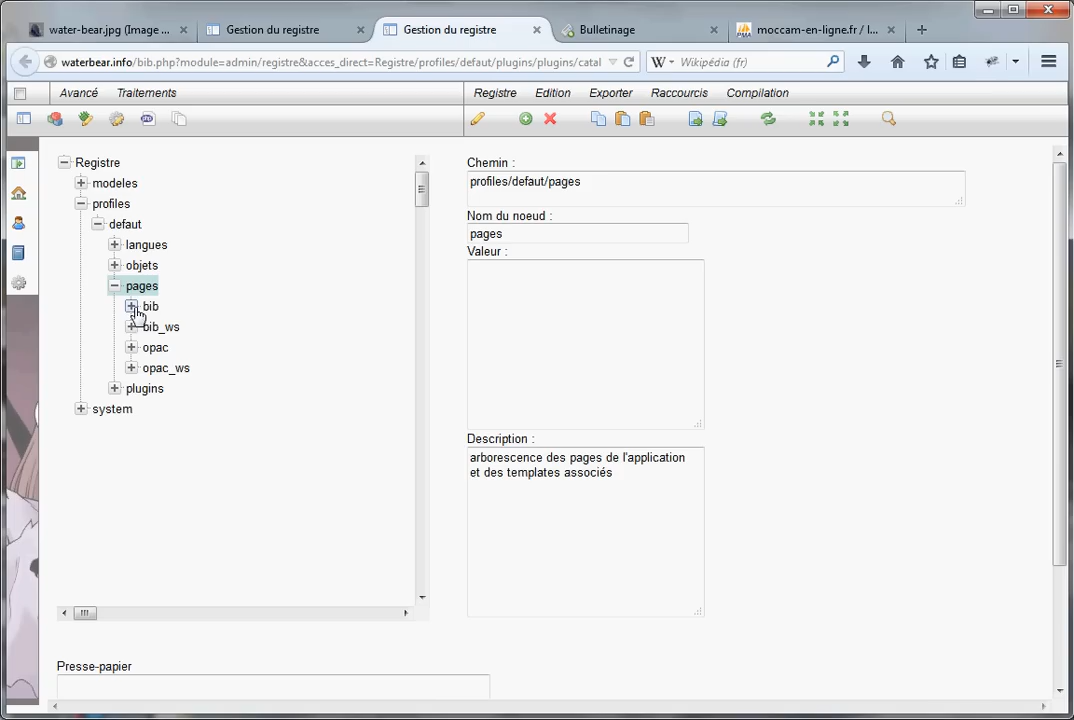 water-bear.jpg (Image ...
Gestion du registre
Gestion du registre
Bulletinage
moccam-en-ligne.fr / l...
waterbear.info/bib.php?module=admin/registre&acces_direct=Registre/profiles/defaut/plugins/plugins/catal
Wikipédia (fr)
Avancé
Traitements
Registre
Edition
Exporter
Raccourcis
Compilation
Registre
modeles
profiles
defaut
langues
objets
pages
bib
bib_ws
opac
opac_ws
plugins
system
Chemin :
profiles/defaut/pages
Nom du noeud :
pages
Valeur :
Description :
arborescence des pages de l'application
et des templates associés
Presse-papier